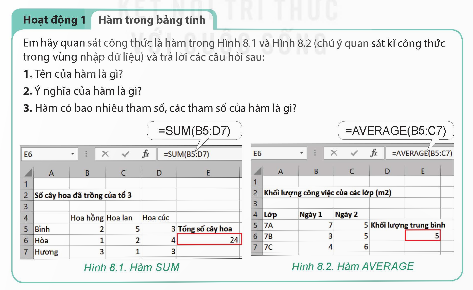 KẾT NỐI TRI THỨC
Hoạt động 1 Hàm trong bảng tính
Em hãy quan sát công thức là hàm trong Hình 8.1 và Hình 8.2 (chú ý quan sát kĩ công thức
trong vùng nhập dữ liệu) và trả lời các câu hỏi sau:
1. Tên của hàm là gì?
2. Ý nghĩa của hàm là gì?
3. Hàm có bao nhiêu tham số, các tham số của hàm là gì?
=SUM(B5:D7)
E6 fx =SUM(B5:D7)
A B C D E
1
2 Số cây hoa đã trồng của tổ 3
3
4 Hoa hồng Hoa lan Hoa cúc
5 Bình 2 5 3 Tổng số cây hoa
6 Hòa 1 2 4 24
7 Hương 3 1 3
Hình 8.1. Hàm SUM
=AVERAGE(B5:C7)
E6 fx =AVERAGE(B5:C7)
A B C D E
1
2 Khối lượng công việc của các lớp (m2)
3
4 Lớp Ngày 1 Ngày 2
5 7A 7 5 Khối lượng trung bình
6 7B 3 5 5
7 7C 4 6
Hình 8.2. Hàm AVERAGE